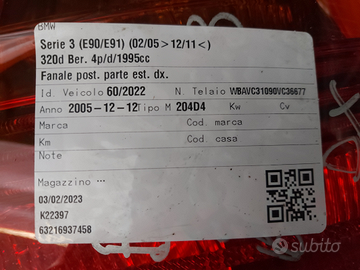 BMW
Serie 3 (E90/E91) (02/05>12/11<)
320d Ber. 4p/d/1995cc
Fanale post. parte est. dx.
Id. Veicolo 60/2022 N. Telaio WBAVC31090VC36677
Anno 2005-12-12 Tipo M 204D4 Kw Cv
Marca Cod. marca
Km Cod. casa
Note
Magazzino ...
03/02/2023
K22397
63216937458
subito